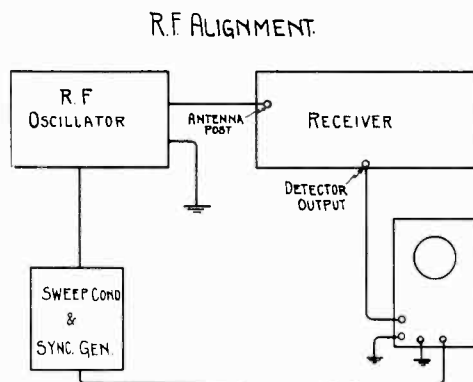 R.F. ALIGNMENT.
R.F
OSCILLATOR
ANTENNA
POST
RECEIVER
DETECTOR
OUTPUT
SWEEP COND
&
SYNC. GEN.